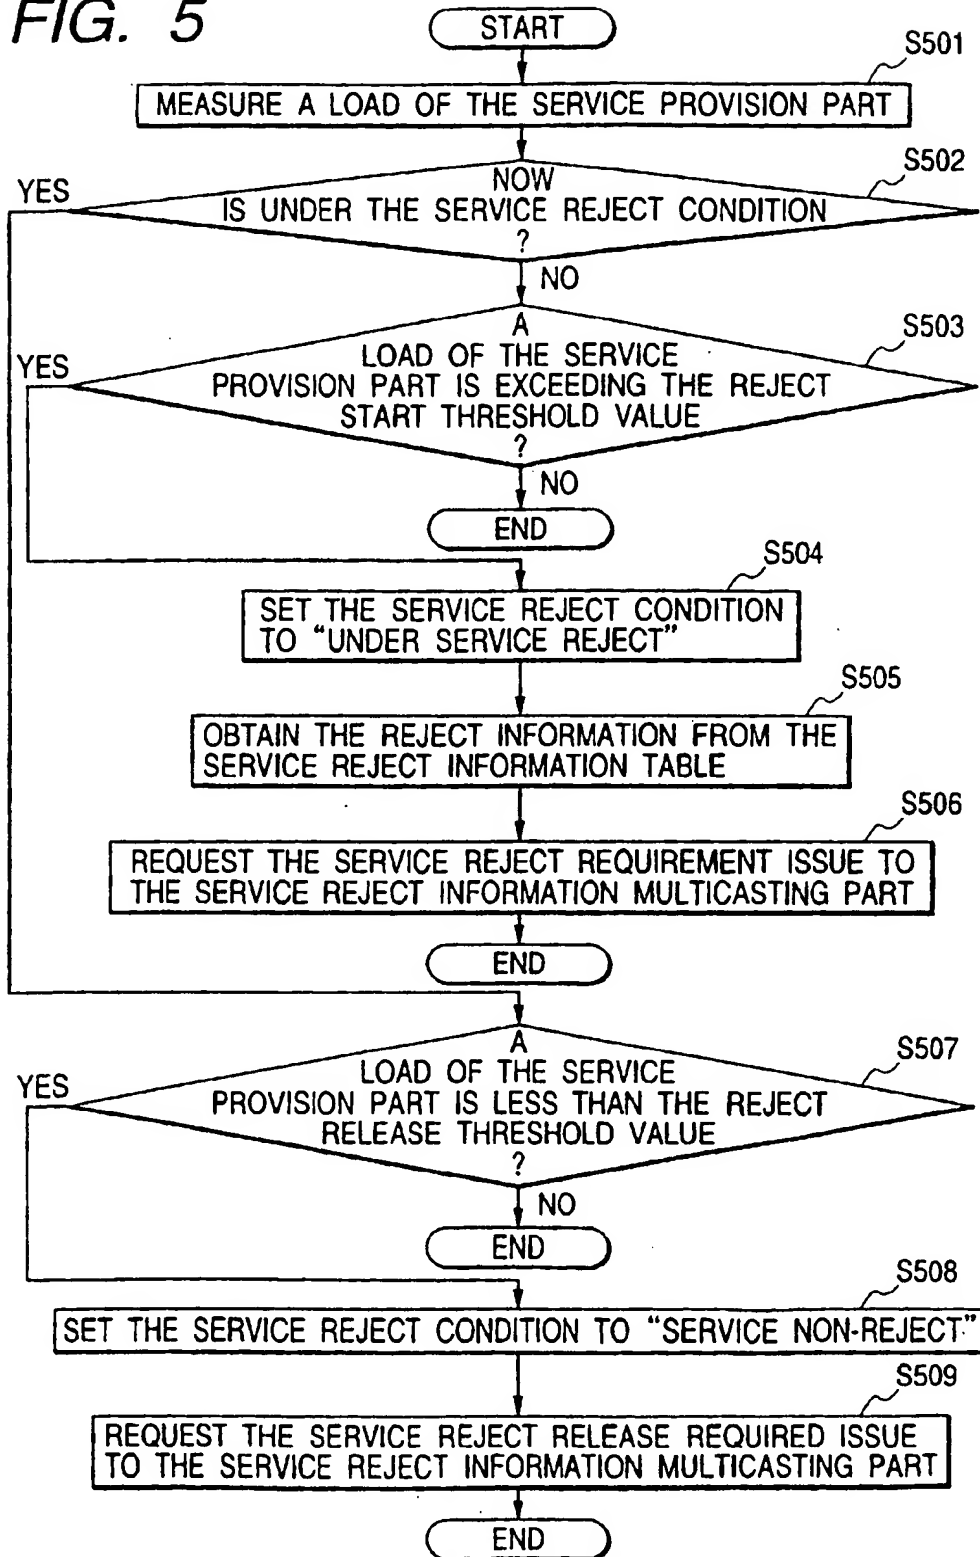 FIG. 5
START
S501
MEASURE A LOAD OF THE SERVICE PROVISION PART
S502
YES
NOW
IS UNDER THE SERVICE REJECT CONDITION
?
NO
S503
YES
A
LOAD OF THE SERVICE
PROVISION PART IS EXCEEDING THE REJECT
START THRESHOLD VALUE
?
NO
END
S504
SET THE SERVICE REJECT CONDITION
TO “UNDER SERVICE REJECT”
S505
OBTAIN THE REJECT INFORMATION FROM THE
SERVICE REJECT INFORMATION TABLE
S506
REQUEST THE SERVICE REJECT REQUIREMENT ISSUE TO
THE SERVICE REJECT INFORMATION MULTICASTING PART
END
S507
YES
A
LOAD OF THE SERVICE
PROVISION PART IS LESS THAN THE REJECT
RELEASE THRESHOLD VALUE
?
NO
END
S508
SET THE SERVICE REJECT CONDITION TO “SERVICE NON-REJECT”
S509
REQUEST THE SERVICE REJECT RELEASE REQUIRED ISSUE
TO THE SERVICE REJECT INFORMATION MULTICASTING PART
END